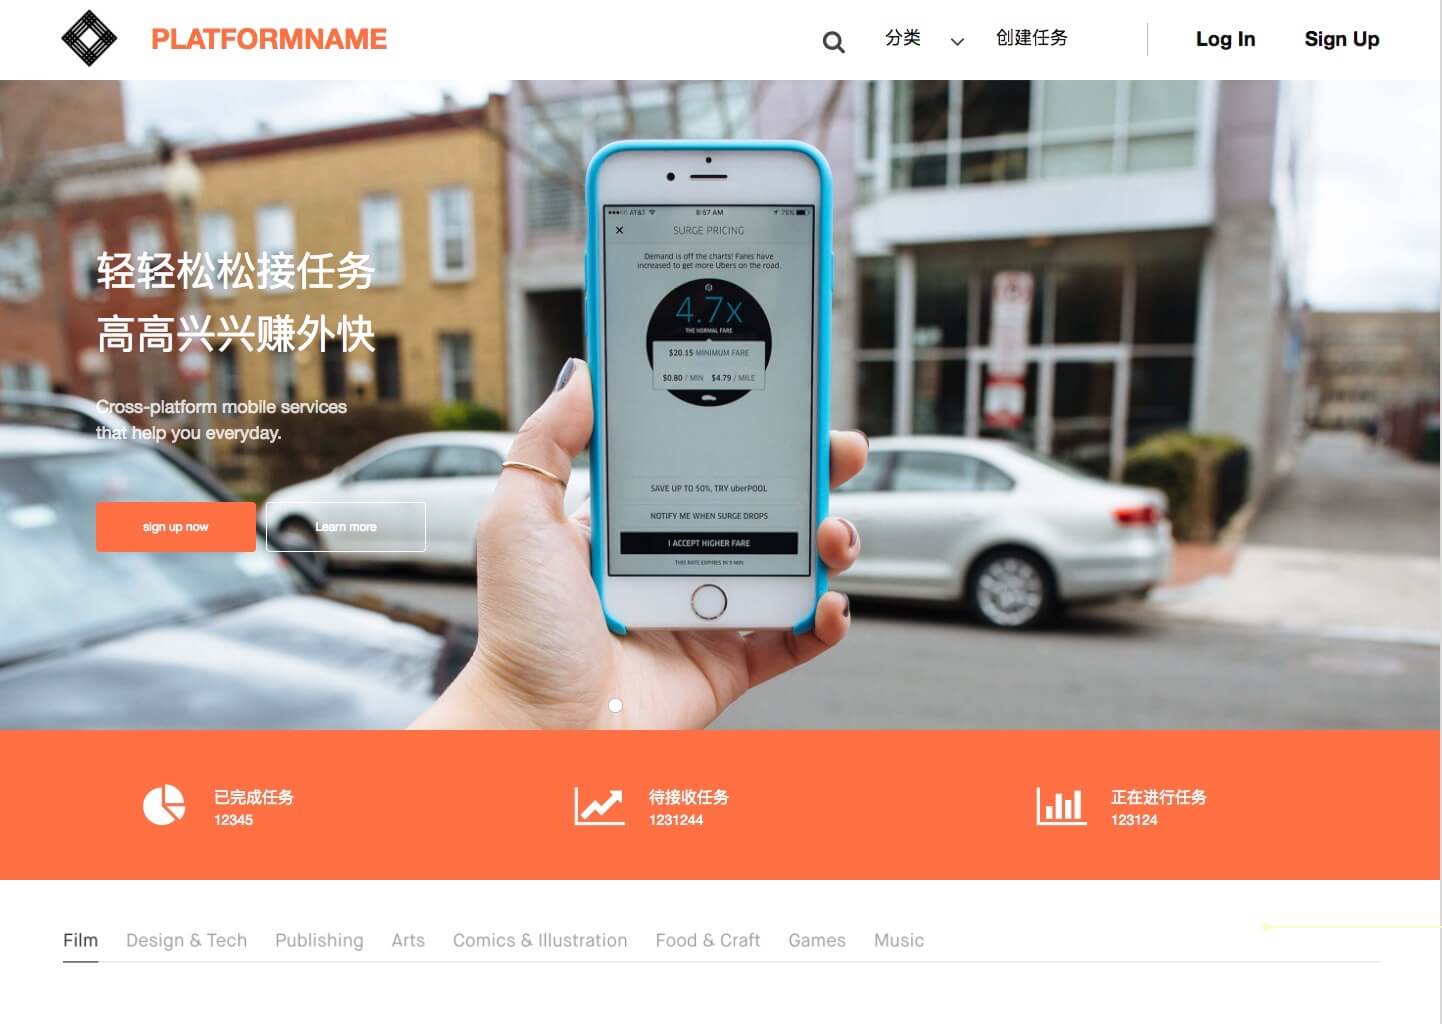 PLATFORMNAME
分类
创建任务
Log In
Sign Up
AT&T
8:57 AM
75%
SURGE PRICING
Demand is off the charts! Fares have
increased to get more Ubers on the road.
4.7x
THE NORMAL FARE
$20.15 MINIMUM FARE
$0.80 / MIN $4.79 / MILE
SAVE UP TO 50%, TRY uberPOOL
NOTIFY ME WHEN SURGE DROPS
I ACCEPT HIGHER FARE
THIS RATE EXPIRES IN 5 MIN
轻轻松松接任务
高高兴兴赚外快
Cross-platform mobile services
that help you everyday.
sign up now
Learn more
已完成任务
12345
待接收任务
1231244
正在进行任务
123124
Film Design & Tech Publishing Arts Comics & Illustration Food & Craft Games Music